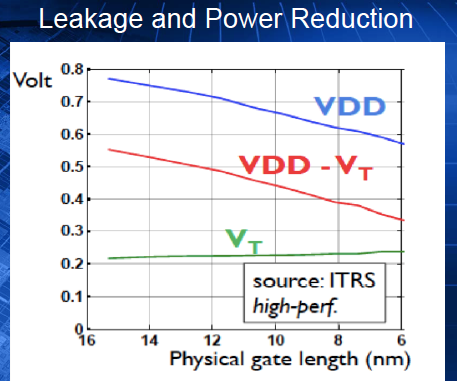 Leakage and Power Reduction
Volt
0.8
0.7
VDD
0.6
0.5
VDD - VT
0.4
0.3
VT
0.2
source: ITRS
0.1
high-perf.
0
16 14 12 10 8 6
Physical gate length (nm)